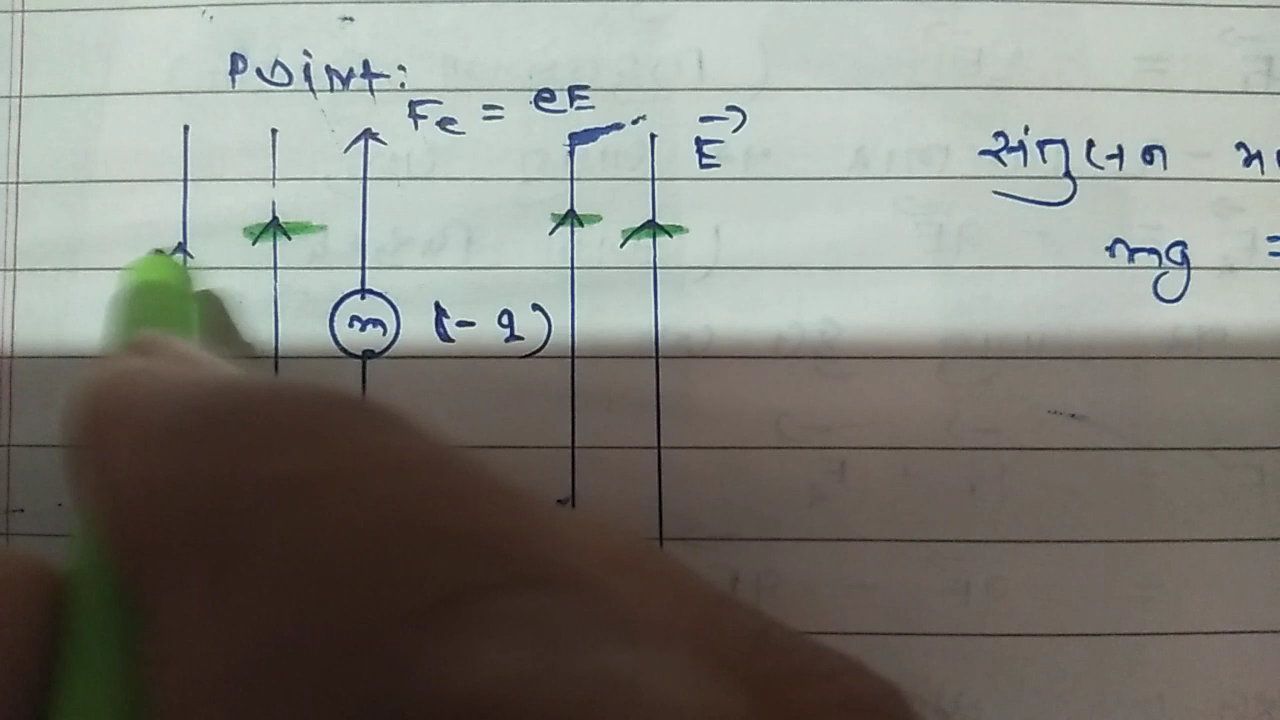 Point:
Fe = eE
E
m (- q)
સંતુલન
mg =